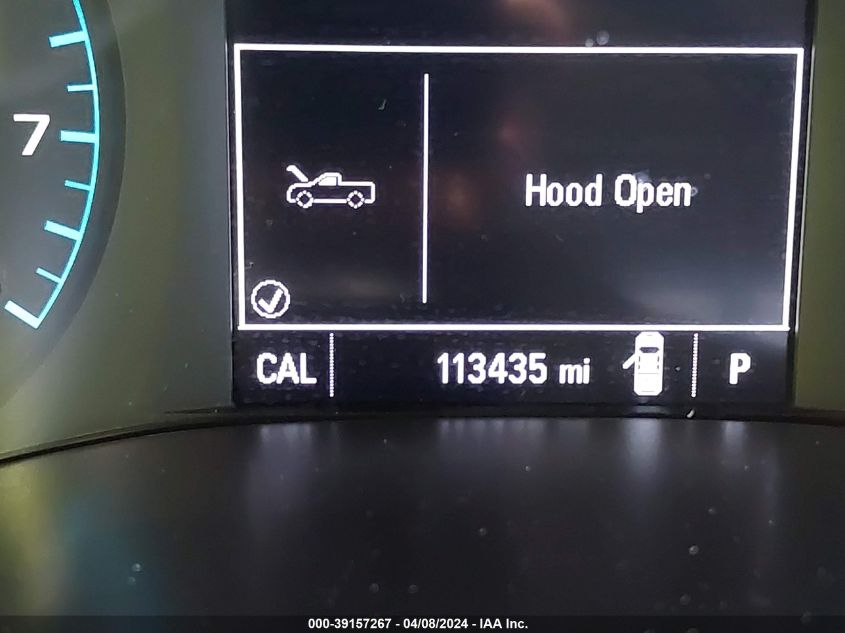 7
Hood Open
CAL 113435 mi P
000-39157267 - 04/08/2024 - IAA Inc.